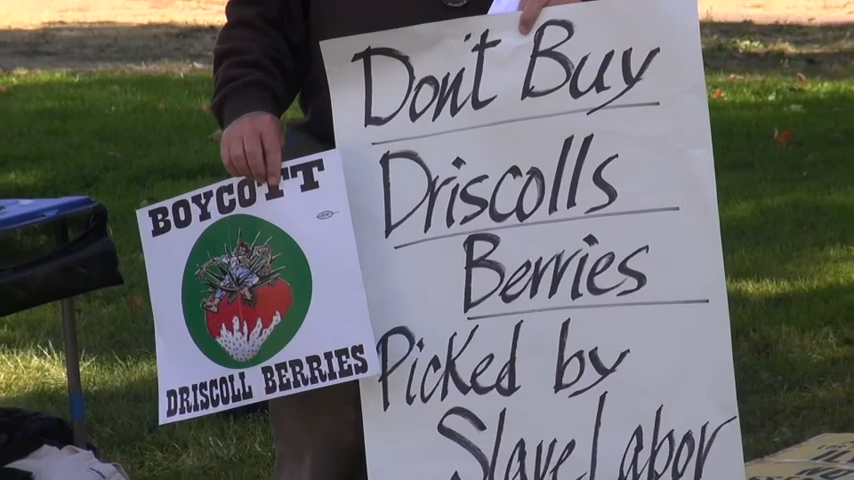 BOYCOTT
DRISCOLL BERRIES
Don't Buy
Driscolls
Berries
Picked by
Slave Labor